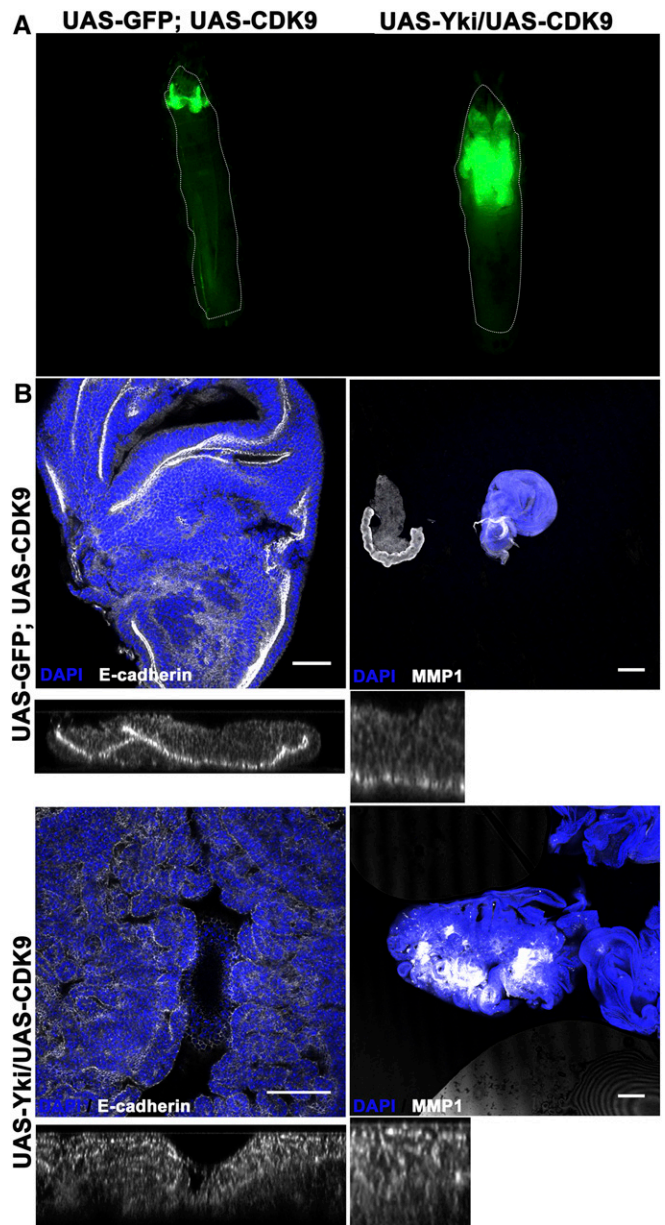 A
UAS-GFP; UAS-CDK9
UAS-Yki/UAS-CDK9
B
UAS-GFP; UAS-CDK9
DAPI E-cadherin
DAPI MMP1
UAS-Yki/UAS-CDK9
DAPI E-cadherin
DAPI MMP1